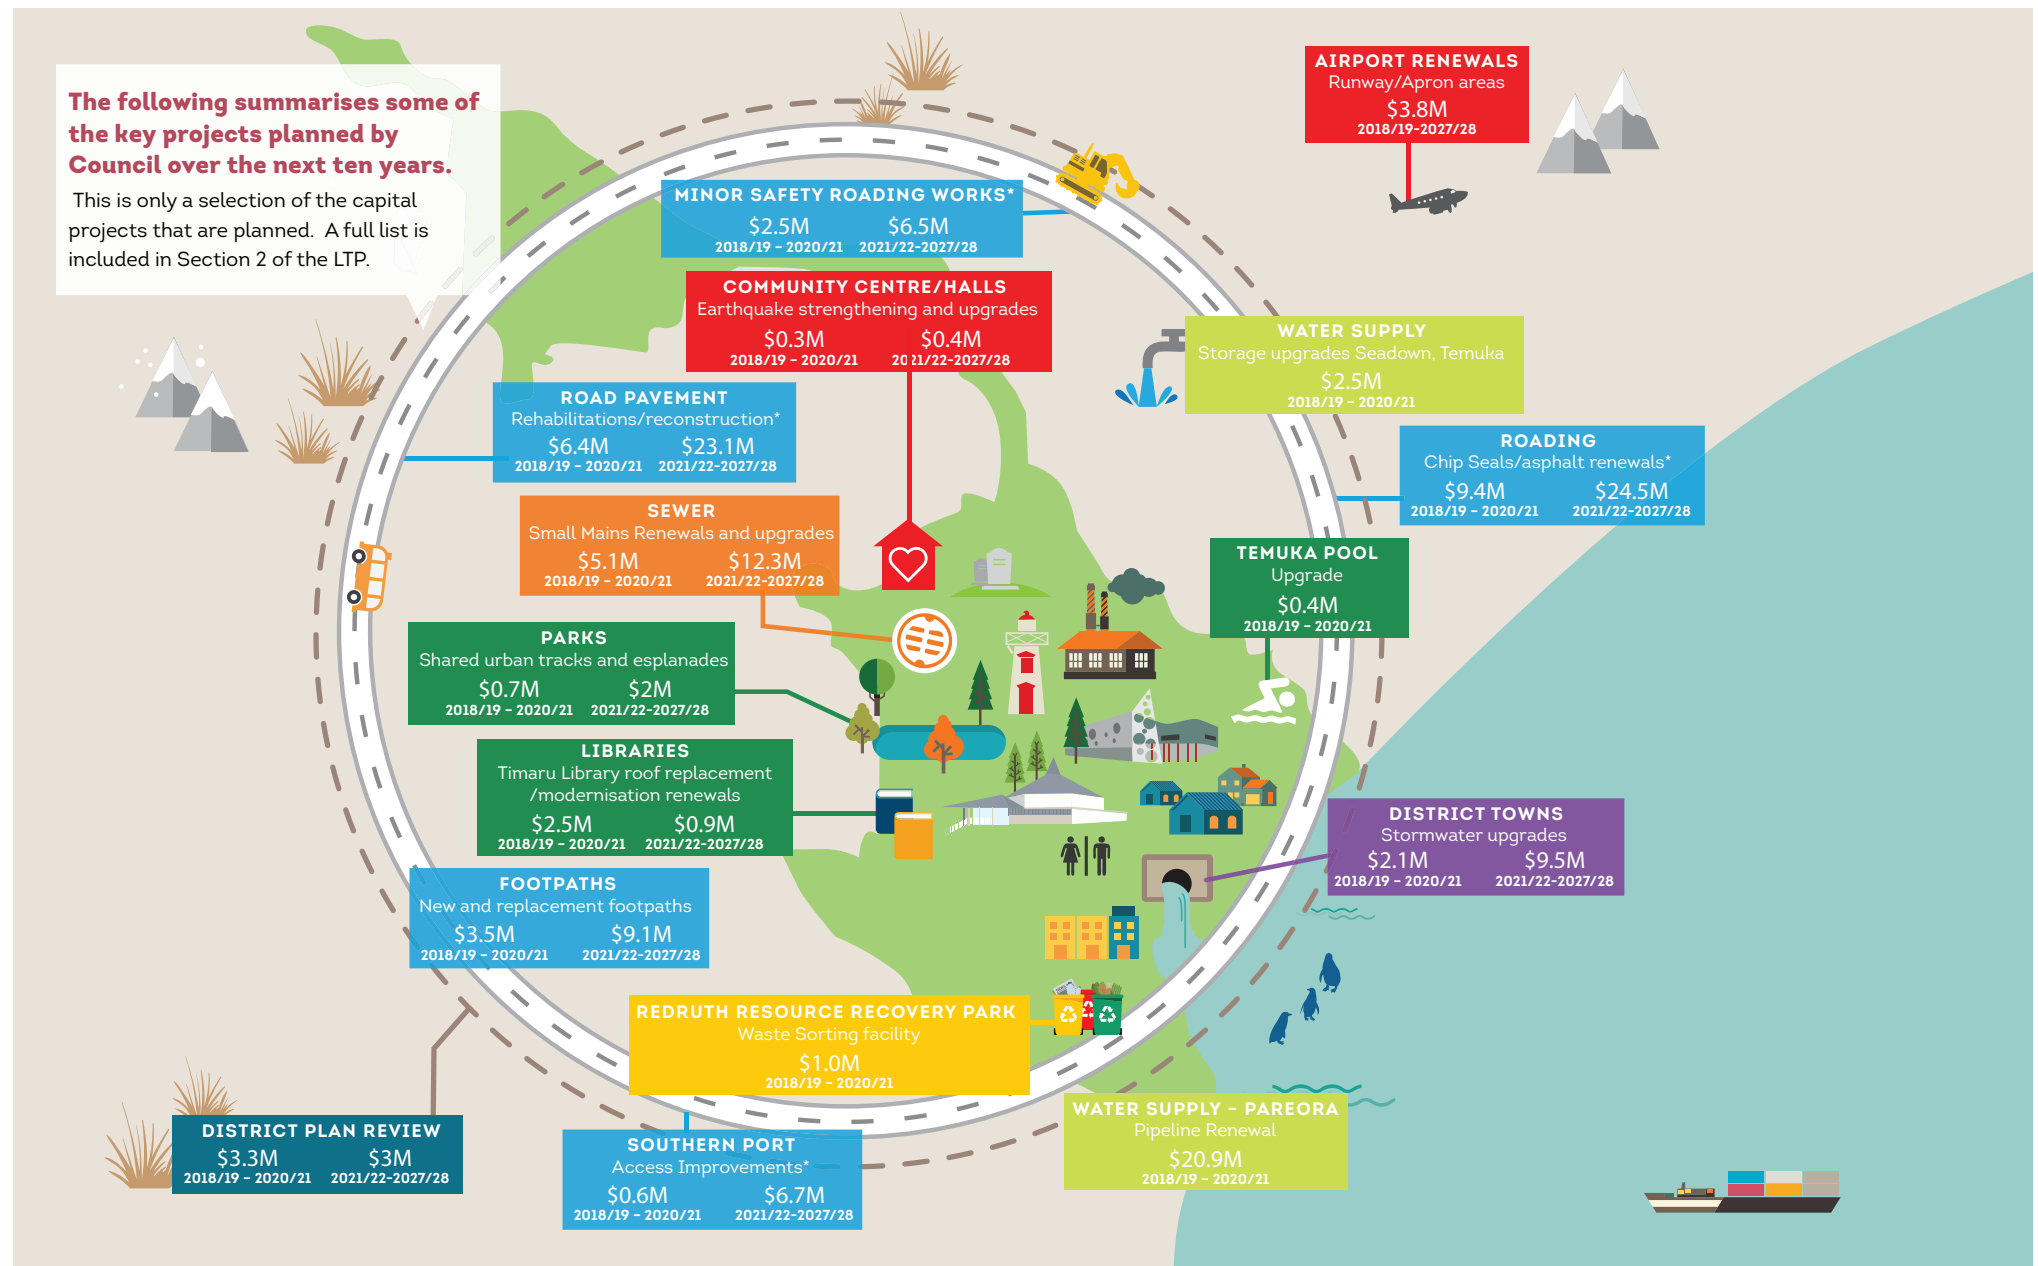 The following summarises some of
the key projects planned by
Council over the next ten years.
This is only a selection of the capital
projects that are planned. A full list is
included in Section 2 of the LTP.
AIRPORT RENEWALS
Runway/Apron areas
$3.8M
2018/19-2027/28
MINOR SAFETY ROADING WORKS*
$2.5M $6.5M
2018/19 – 2020/21 2021/22-2027/28
COMMUNITY CENTRE/HALLS
Earthquake strengthening and upgrades
$0.3M $0.4M
2018/19 – 2020/21 2021/22-2027/28
WATER SUPPLY
Storage upgrades Seadown, Temuka
$2.5M
2018/19 – 2020/21
ROAD PAVEMENT
Rehabilitations/reconstruction*
$6.4M $23.1M
2018/19 – 2020/21 2021/22-2027/28
ROADING
Chip Seals/asphalt renewals*
$9.4M $24.5M
2018/19 – 2020/21 2021/22-2027/28
SEWER
Small Mains Renewals and upgrades
$5.1M $12.3M
2018/19 – 2020/21 2021/22-2027/28
TEMUKA POOL
Upgrade
$0.4M
2018/19 – 2020/21
PARKS
Shared urban tracks and esplanades
$0.7M $2M
2018/19 – 2020/21 2021/22-2027/28
LIBRARIES
Timaru Library roof replacement
/modernisation renewals
$2.5M $0.9M
2018/19 – 2020/21 2021/22-2027/28
DISTRICT TOWNS
Stormwater upgrades
$2.1M $9.5M
2018/19 – 2020/21 2021/22-2027/28
FOOTPATHS
New and replacement footpaths
$3.5M $9.1M
2018/19 – 2020/21 2021/22-2027/28
REDRUTH RESOURCE RECOVERY PARK
Waste Sorting facility
$1.0M
2018/19 – 2020/21
DISTRICT PLAN REVIEW
$3.3M $3M
2018/19 – 2020/21 2021/22-2027/28
SOUTHERN PORT
Access Improvements*
$0.6M $6.7M
2018/19 – 2020/21 2021/22-2027/28
WATER SUPPLY – PAREORA
Pipeline Renewal
$20.9M
2018/19 – 2020/21